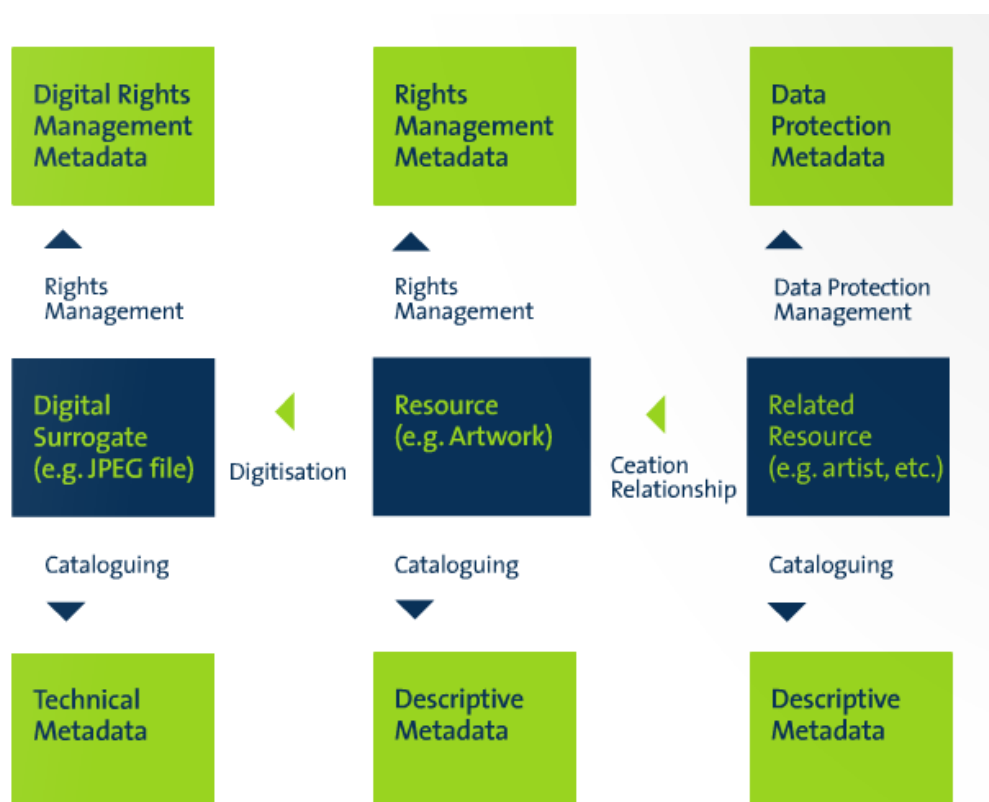 Digital Rights
Management
Metadata
Rights
Management
Metadata
Data
Protection
Metadata
Rights
Management
Rights
Management
Data Protection
Management
Digital
Surrogate
(e.g. JPEG file)
Digitisation
Resource
(e.g. Artwork)
Ceation
Relationship
Related
Resource
(e.g. artist, etc.)
Cataloguing
Cataloguing
Cataloguing
Technical
Metadata
Descriptive
Metadata
Descriptive
Metadata